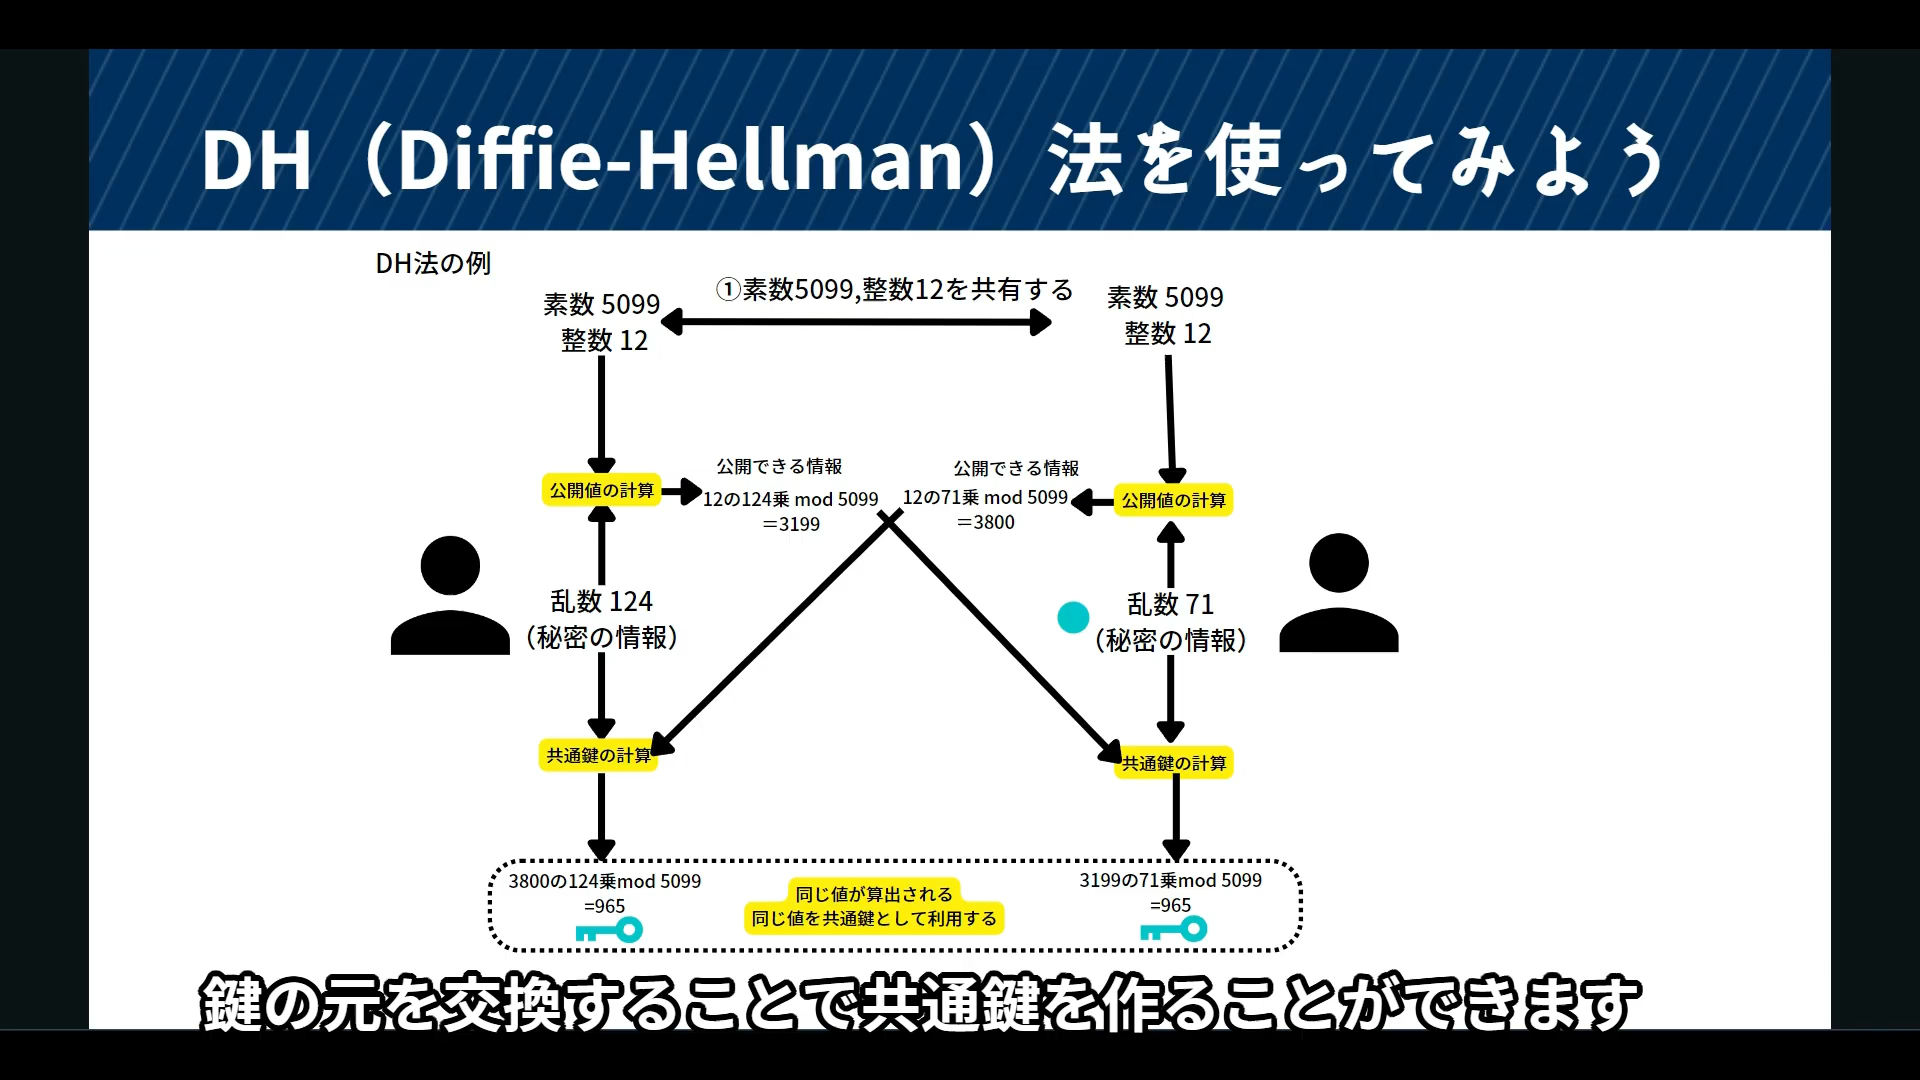 DH（Diffie-Hellman）法を使ってみよう
DH法の例
①素数5099,整数12を共有する
素数 5099
整数 12
素数 5099
整数 12
公開値の計算
公開できる情報
12の124乗 mod 5099
＝3199
公開できる情報
12の71乗 mod 5099
＝3800
公開値の計算
乱数 124
（秘密の情報）
乱数 71
（秘密の情報）
共通鍵の計算
共通鍵の計算
3800の124乗mod 5099
=965
同じ値が算出される
同じ値を共通鍵として利用する
3199の71乗mod 5099
=965
鍵の元を交換することで共通鍵を作ることができます